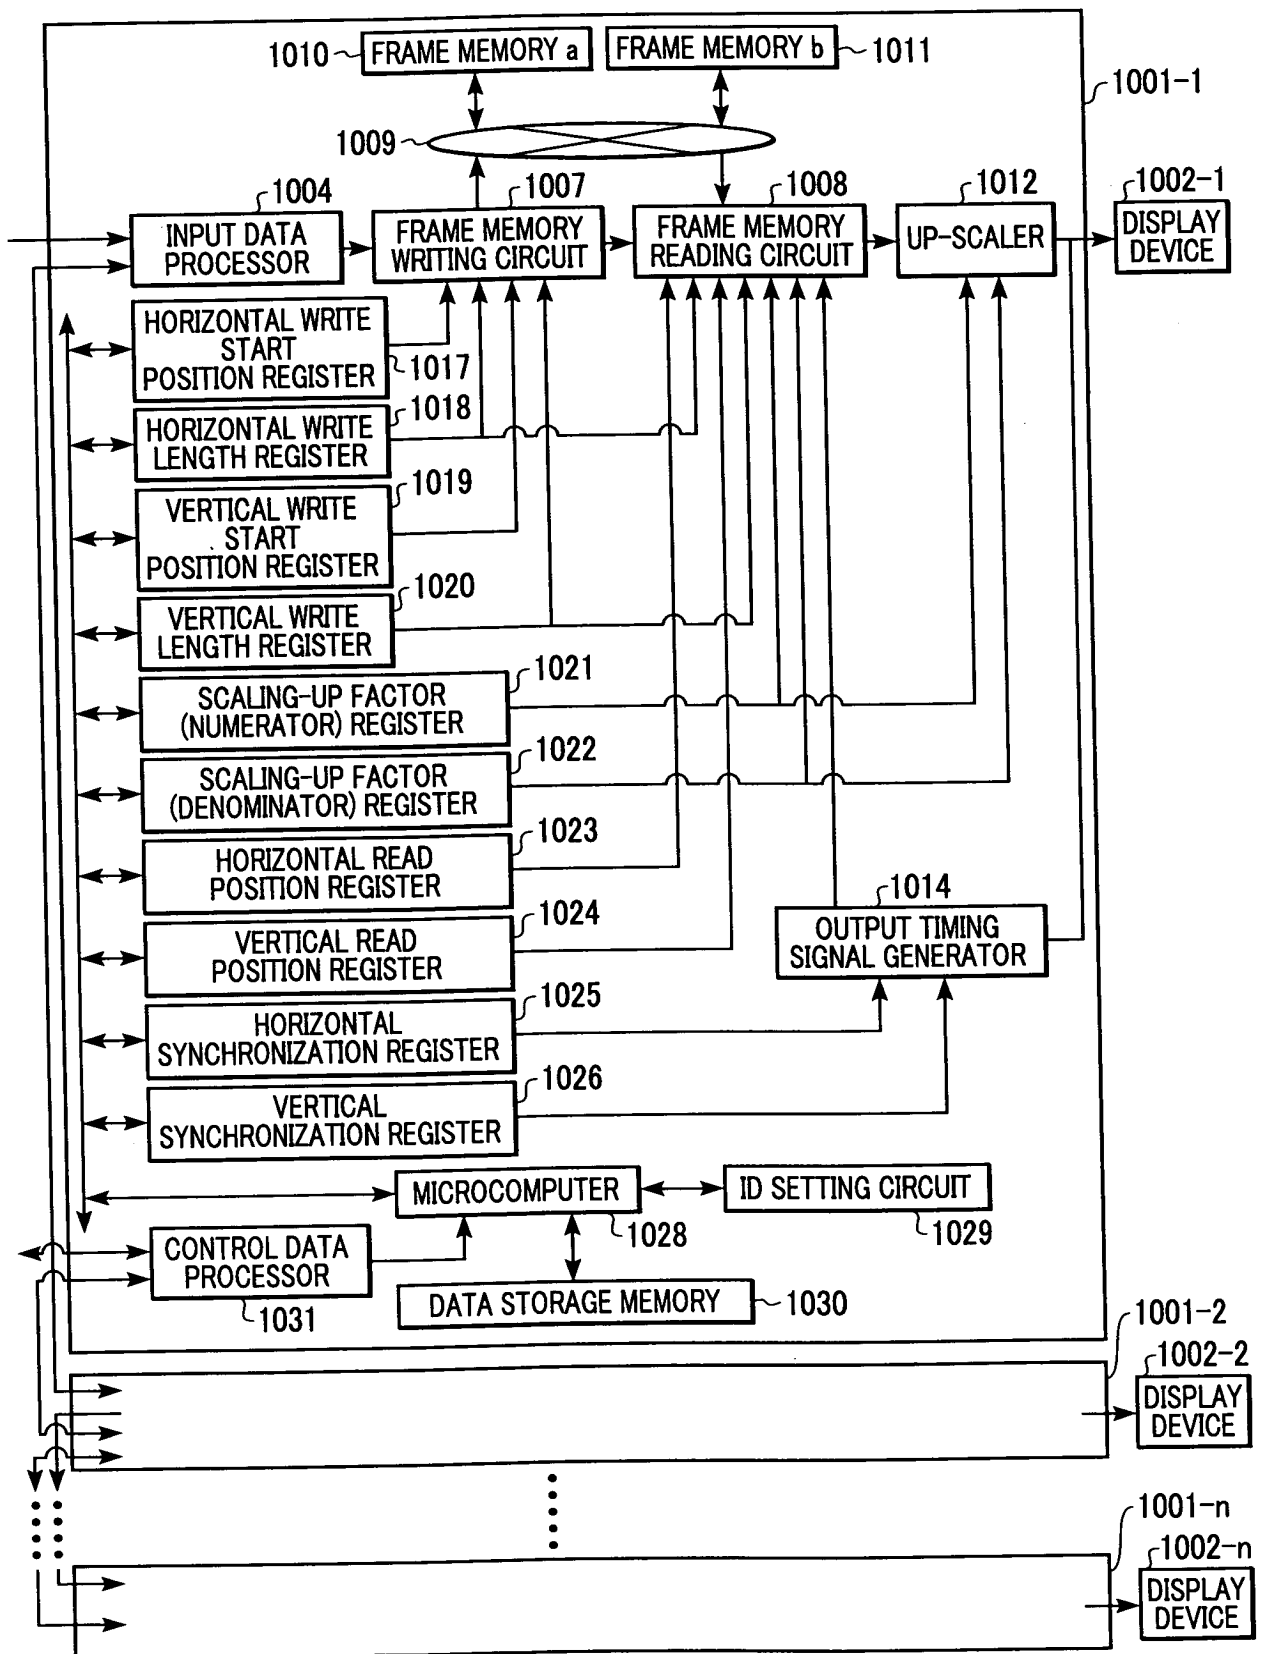 1010
FRAME MEMORY a
FRAME MEMORY b
1011
1001-1
1009
1004
1007
1008
1012
1002-1
INPUT DATA
PROCESSOR
FRAME MEMORY
WRITING CIRCUIT
FRAME MEMORY
READING CIRCUIT
UP-SCALER
DISPLAY
DEVICE
HORIZONTAL WRITE
START
POSITION REGISTER
1017
HORIZONTAL WRITE
LENGTH REGISTER
1018
VERTICAL WRITE
START
POSITION REGISTER
1019
VERTICAL WRITE
LENGTH REGISTER
1020
SCALING-UP FACTOR
(NUMERATOR) REGISTER
1021
SCALING-UP FACTOR
(DENOMINATOR) REGISTER
1022
HORIZONTAL READ
POSITION REGISTER
1023
VERTICAL READ
POSITION REGISTER
1024
1014
OUTPUT TIMING
SIGNAL GENERATOR
HORIZONTAL
SYNCHRONIZATION REGISTER
1025
VERTICAL
SYNCHRONIZATION REGISTER
1026
MICROCOMPUTER
1028
ID SETTING CIRCUIT
1029
CONTROL DATA
PROCESSOR
1031
DATA STORAGE MEMORY
1030
1001-2
1002-2
DISPLAY
DEVICE
1001-n
1002-n
DISPLAY
DEVICE